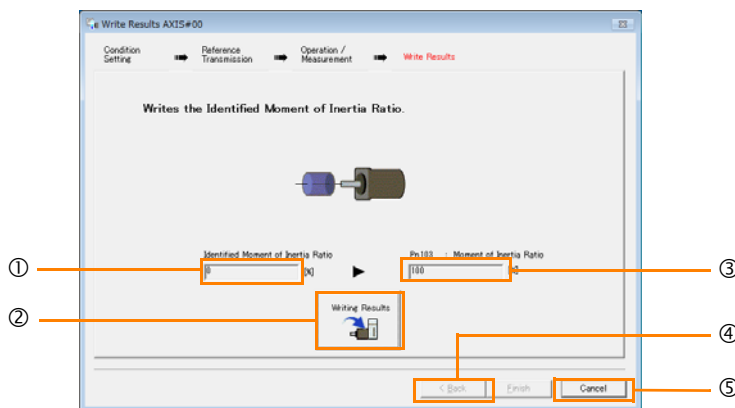 Write Results AXIS#00
Condition Setting
Reference Transmission
Operation / Measurement
Write Results
Writes the Identified Moment of Inertia Ratio.
Identified Moment of Inertia Ratio
Pn103 : Moment of Inertia Ratio
① 0 [%]
100 [%] ③
② Writing Results
④
< Back Finish Cancel ⑤